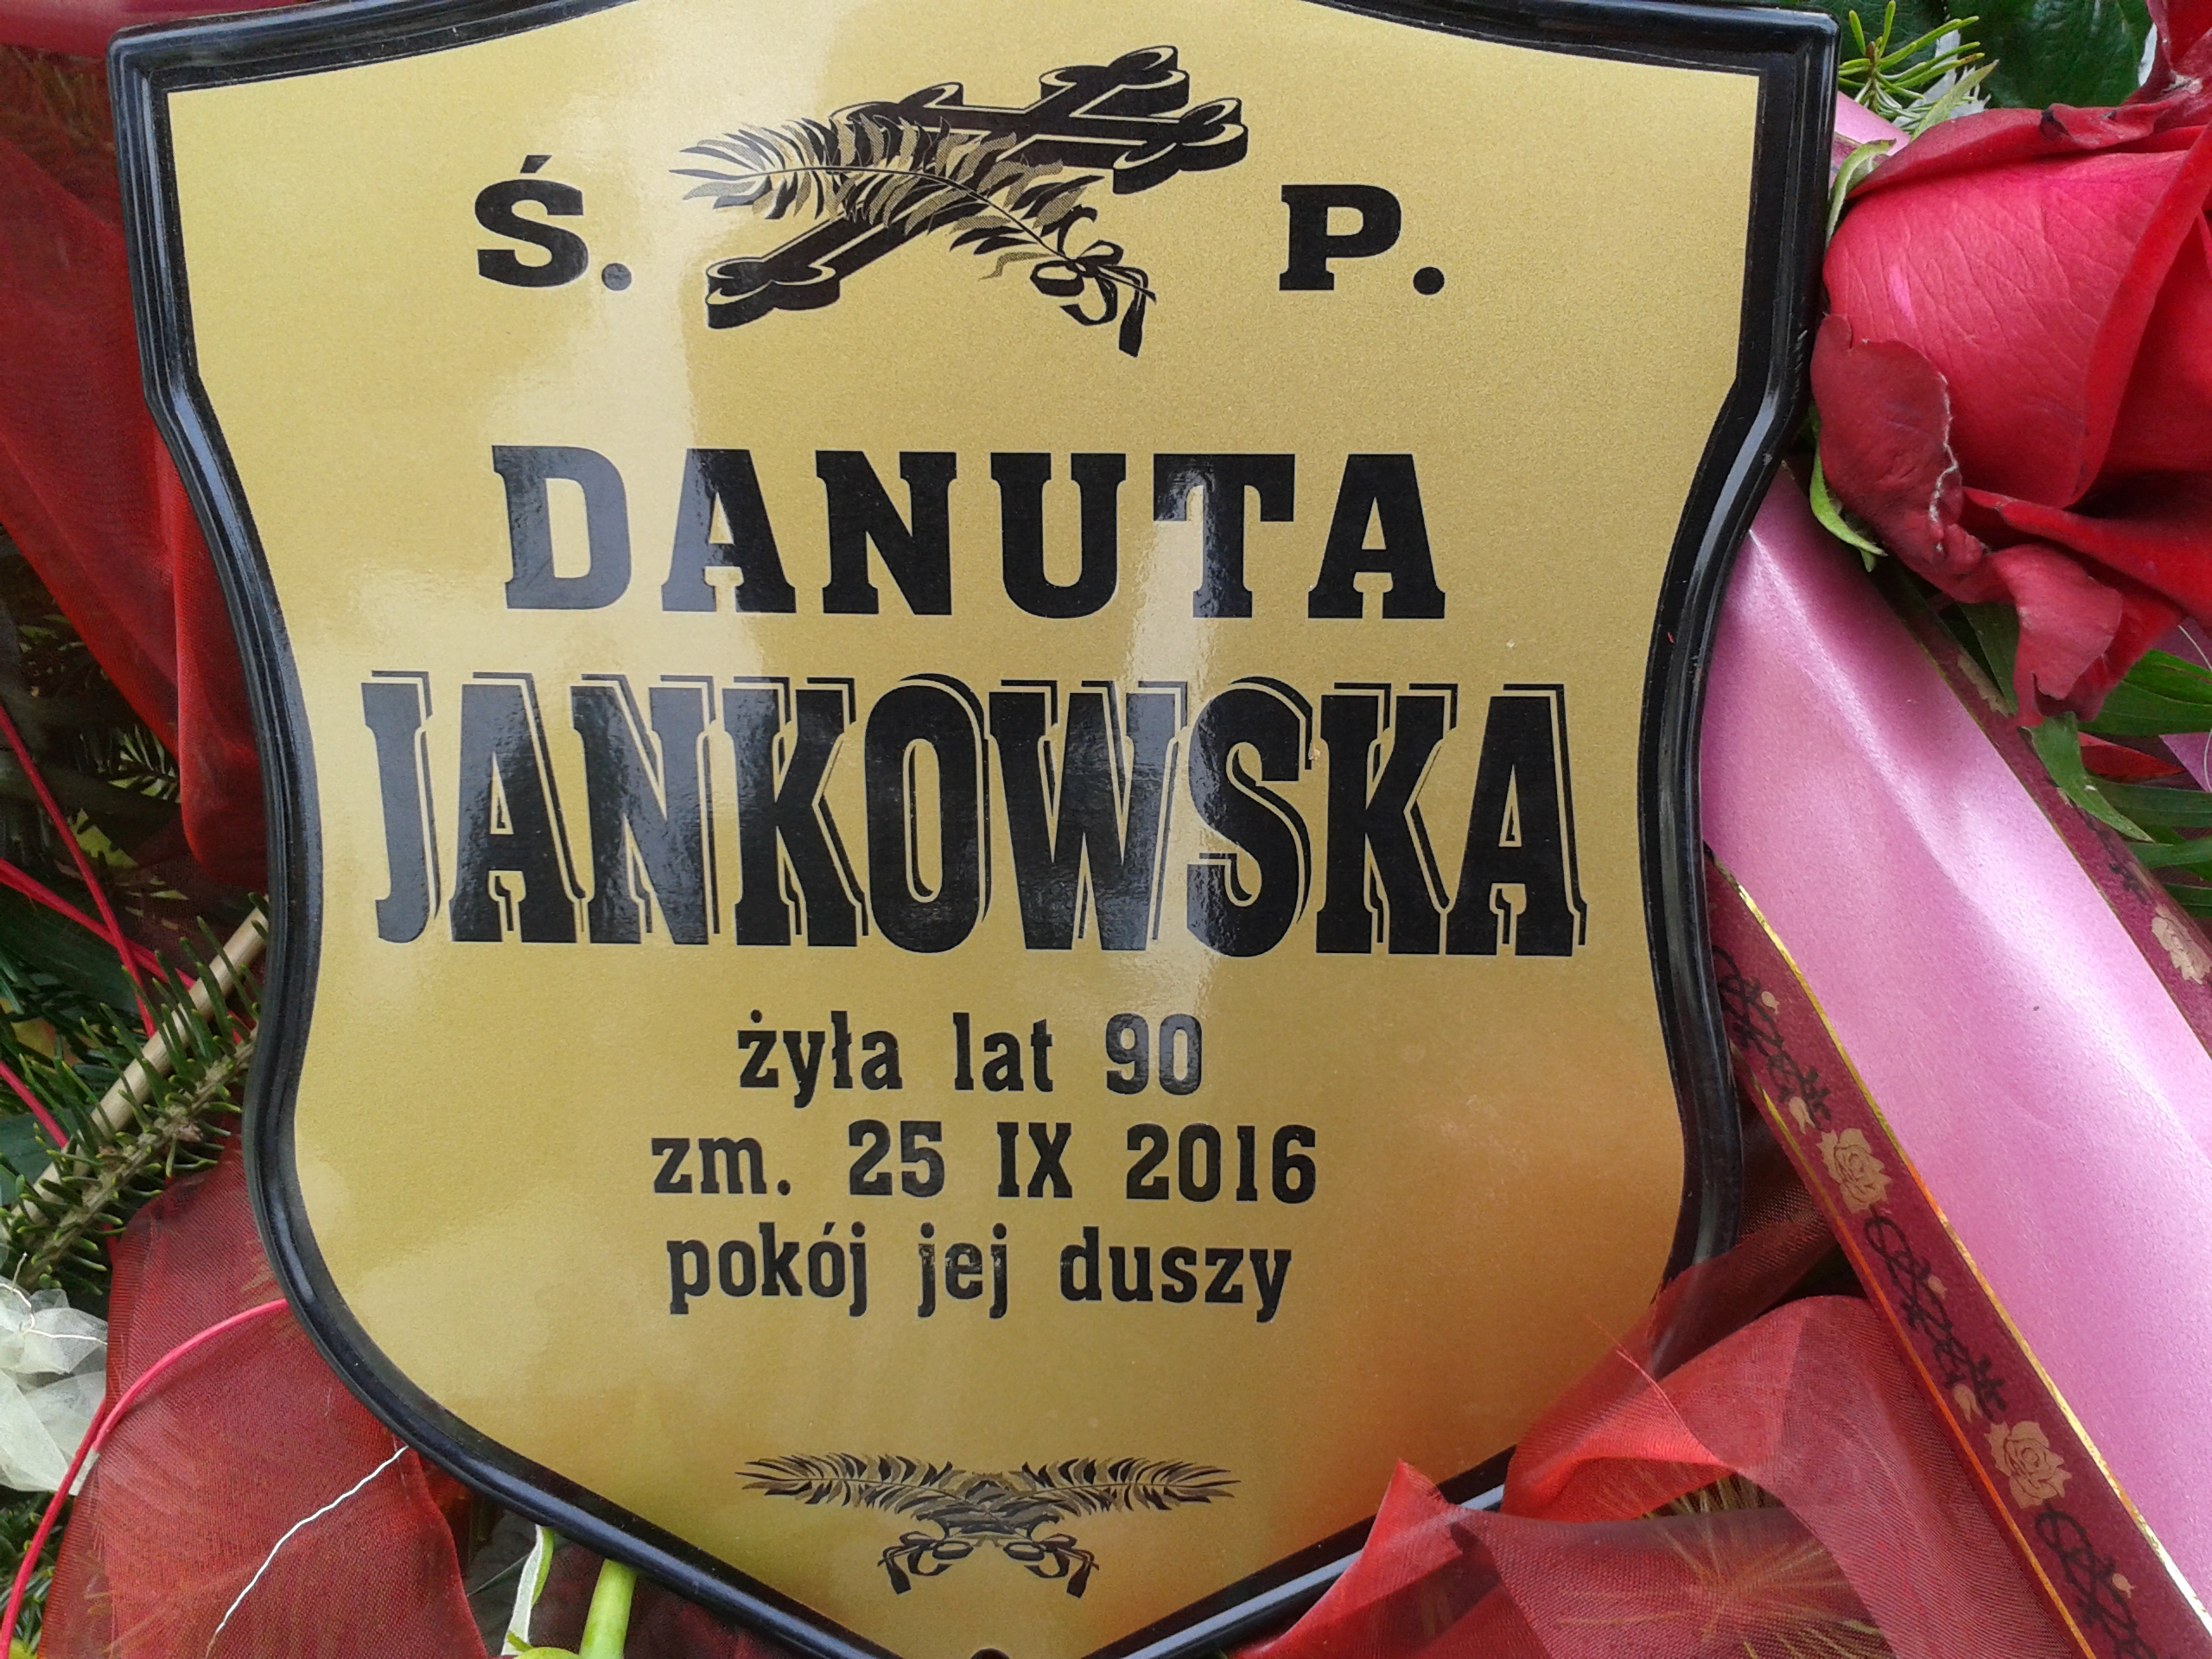 Ś. P.
DANUTA
JANKOWSKA
żyła lat 90
zm. 25 IX 2016
pokój jej duszy